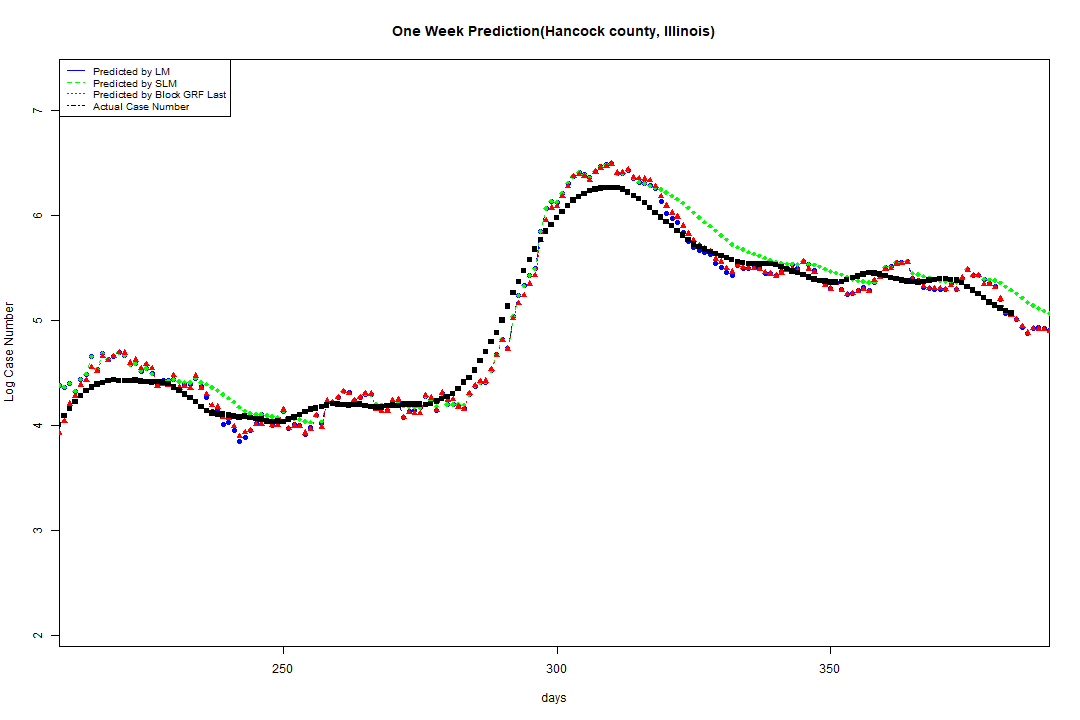 One Week Prediction(Hancock county, Illinois)
Predicted by LM
Predicted by SLM
Predicted by Block GRF Last
Actual Case Number
7
6
5
4
3
2
Log Case Number
250
300
350
days